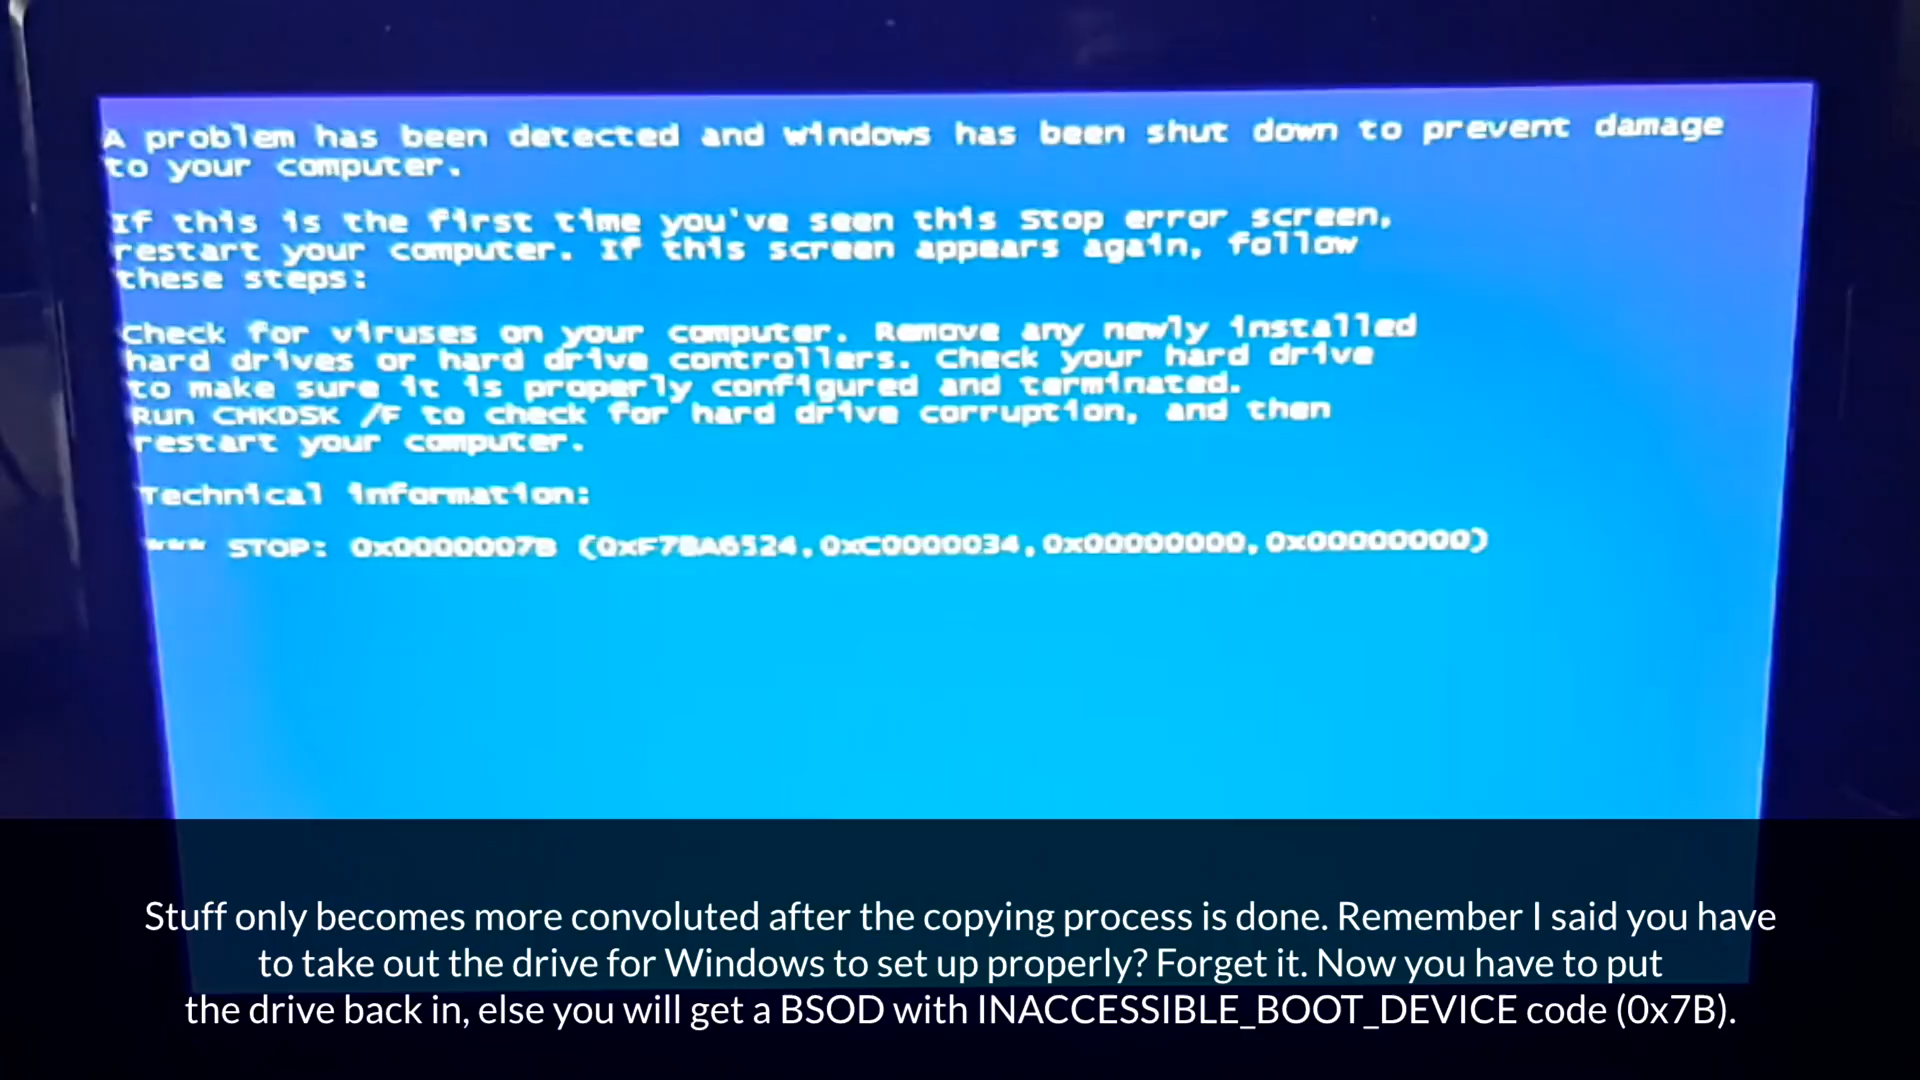 A problem has been detected and windows has been shut down to prevent damage
to your computer.
If this is the first time you've seen this Stop error screen,
restart your computer. If this screen appears again, follow
these steps:
Check for viruses on your computer. Remove any newly installed
hard drives or hard drive controllers. Check your hard drive
to make sure it is properly configured and terminated.
Run CHKDSK /F to check for hard drive corruption, and then
restart your computer.
Technical information:
*** STOP: 0x0000007B (0xF78A6524,0xC0000034,0x00000000,0x00000000)
Stuff only becomes more convoluted after the copying process is done. Remember I said you have
to take out the drive for Windows to set up properly? Forget it. Now you have to put
the drive back in, else you will get a BSOD with INACCESSIBLE_BOOT_DEVICE code (0x7B).